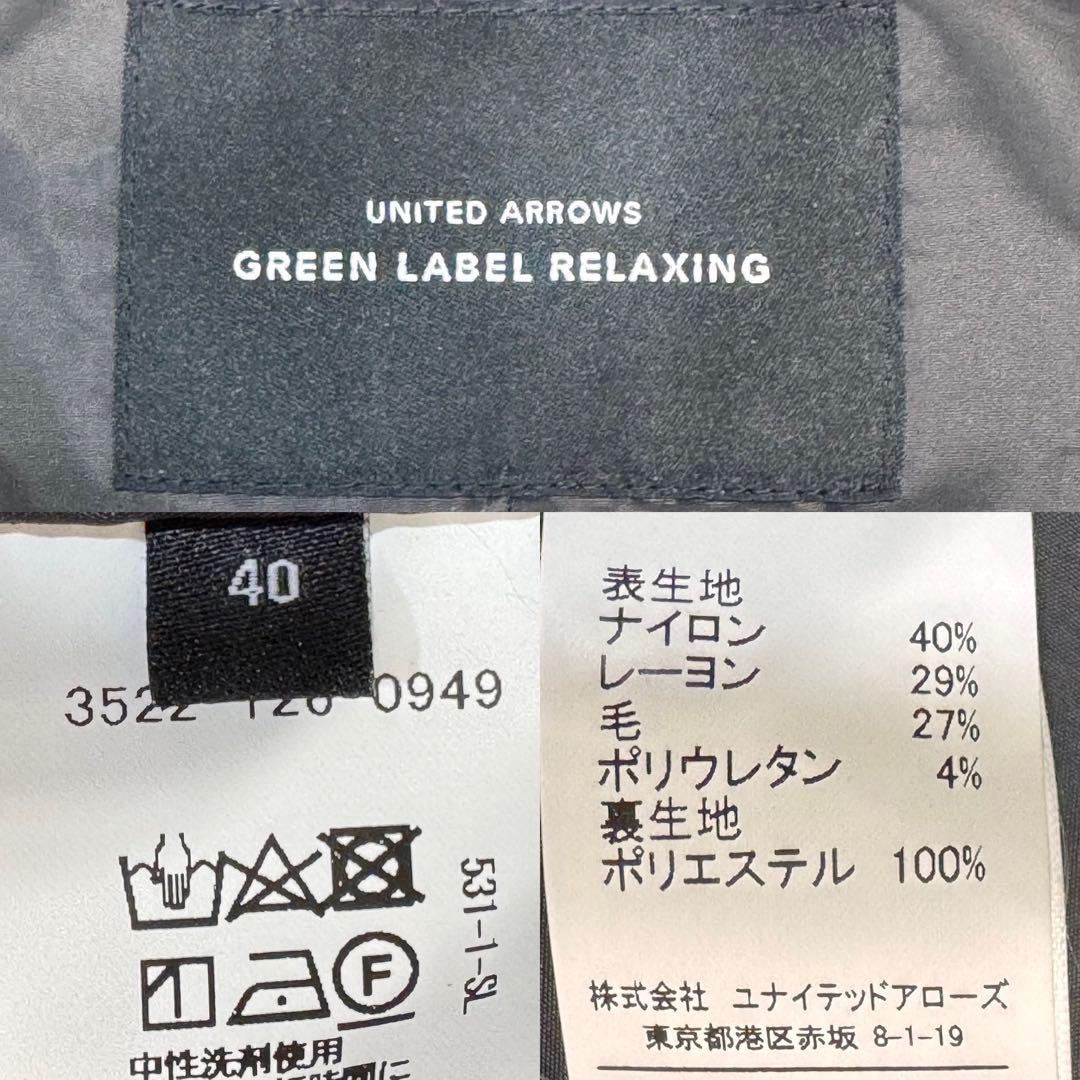 UNITED ARROWS
GREEN LABEL RELAXING
40
3522 0949
531-1-SL
F
中性洗剤使用
表生地
ナイロン 40%
レーヨン 29%
毛 27%
ポリウレタン 4%
裏生地
ポリエステル 100%
株式会社 ユナイテッドアローズ
東京都港区赤坂 8-1-19